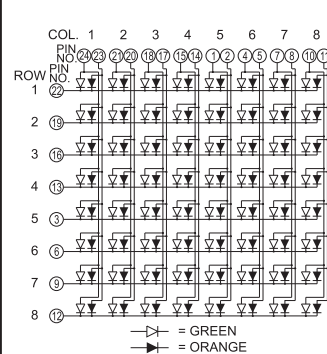 COL. 1 2 3 4 5 6 7 8
PIN NO. 24 23 21 20 18 17 15 14 1 2 4 5 7 8 10 11
ROW PIN NO.
1 22
2 19
3 16
4 13
5 3
6 6
7 9
8 12
= GREEN
= ORANGE